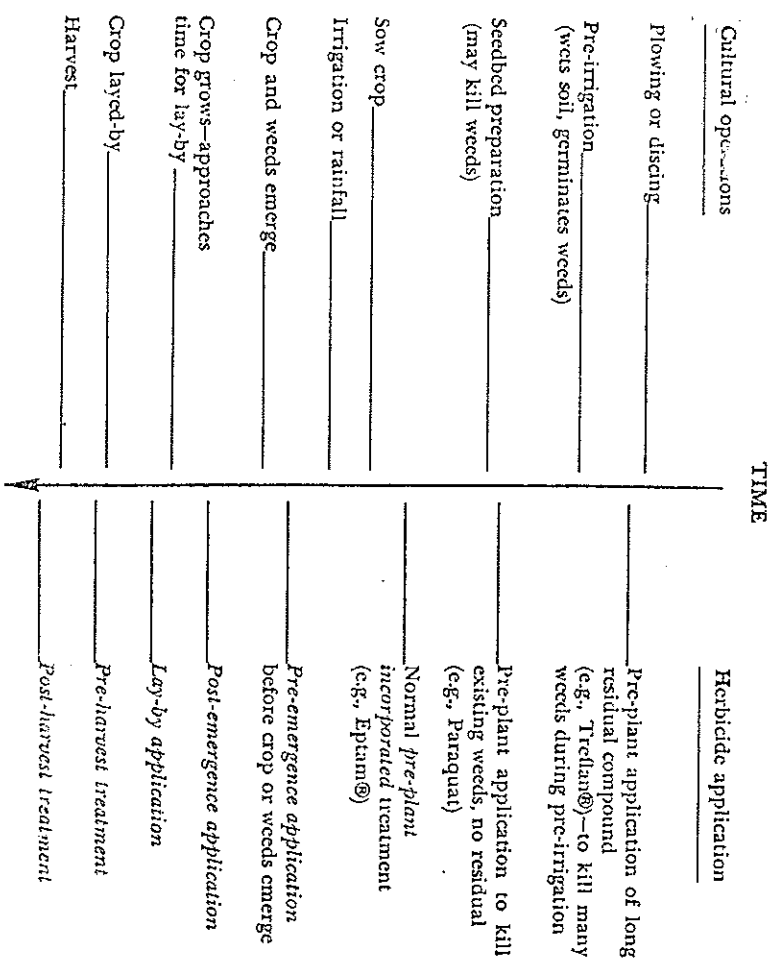 TIME
Cultural ope
Plowing or discing
Pre-irrigation
(wets soil, germinates weeds)
Seedbed preparation
(may kill weeds)
Sow crop
Irrigation or rainfall
Crop and weeds emerge
Crop grows—approaches
time for lay-by
Crop layed-by
Harvest
Herbicide application
Pre-plant application of long
residual compound
(e.g., Treflan®)—to kill many
weeds during pre-irrigation
Pre-plant application to kill
existing weeds, no residual
(e.g., Paraquat)
Normal pre-plant
incorporated treatment
(e.g., Eptam®)
Pre-emergence application
before crop or weeds emerge
Post-emergence application
Lay-by application
Pre-harvest treatment
Post-harvest treatment